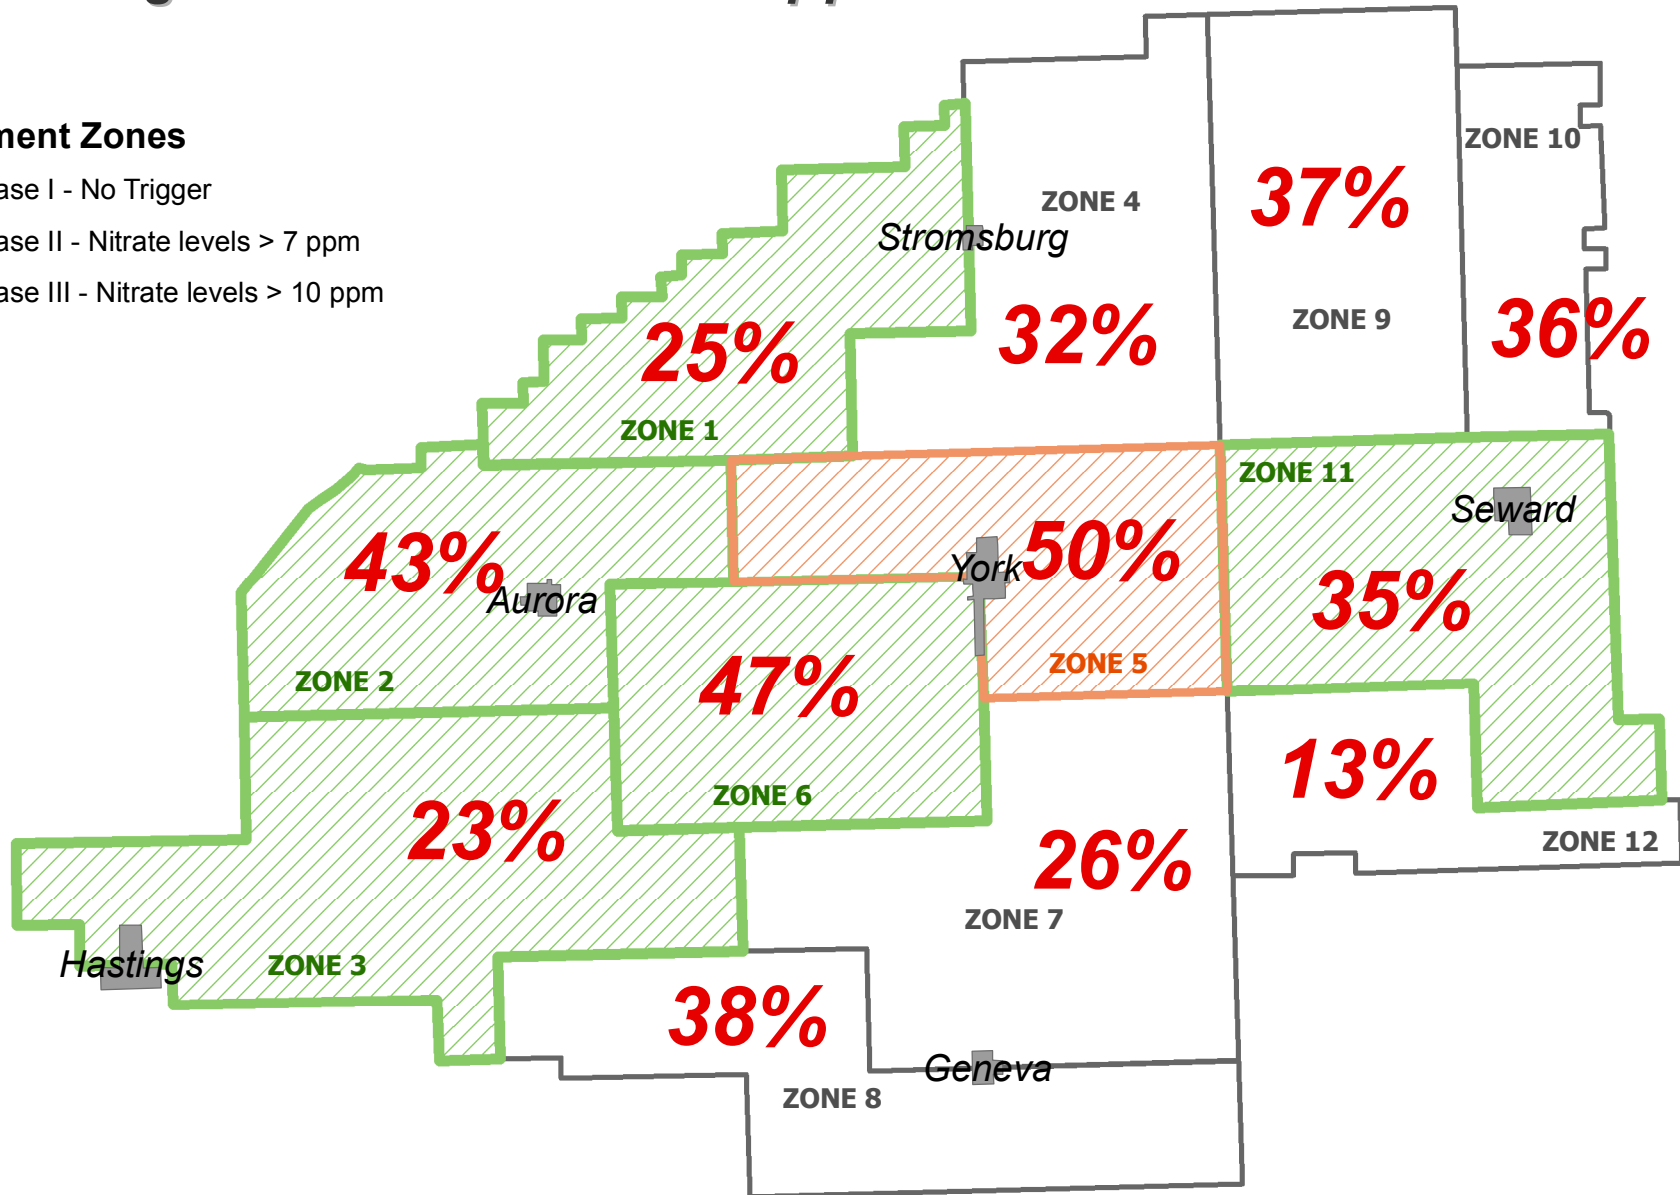 ment Zones
ase I - No Trigger
ase II - Nitrate levels > 7 ppm
ase III - Nitrate levels > 10 ppm
ZONE 10
37%
ZONE 4
Stromsburg
ZONE 9
36%
32%
25%
ZONE 1
ZONE 11
Seward
50%
York
43%
Aurora
35%
ZONE 5
ZONE 2
47%
13%
ZONE 6
23%
ZONE 12
26%
ZONE 7
Hastings
ZONE 3
38%
Geneva
ZONE 8